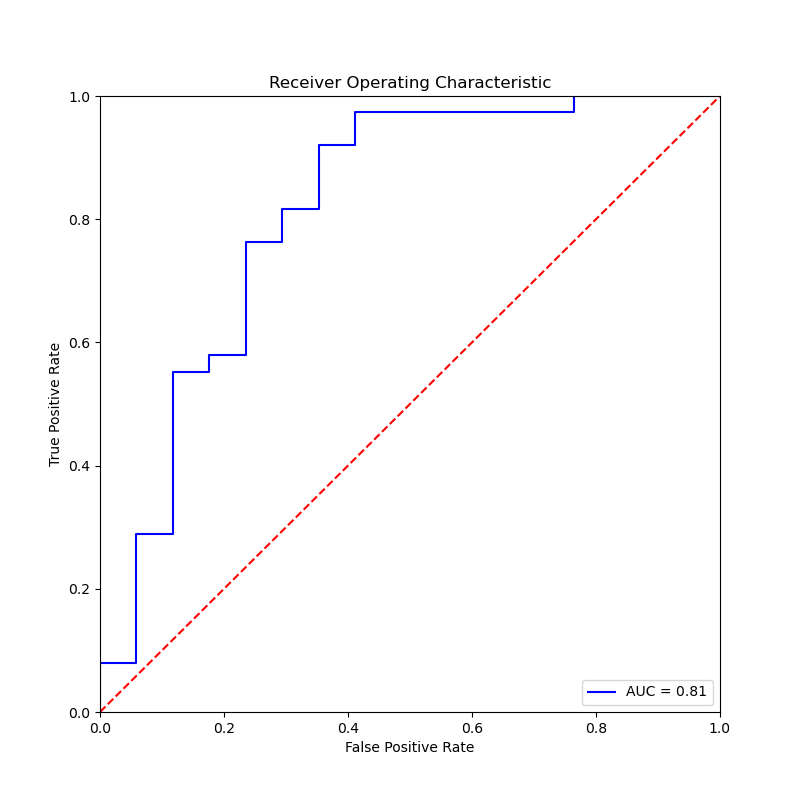 Receiver Operating Characteristic
1.0
0.8
0.6
0.4
0.2
0.0
True Positive Rate
AUC = 0.81
0.0 0.2 0.4 0.6 0.8 1.0
False Positive Rate